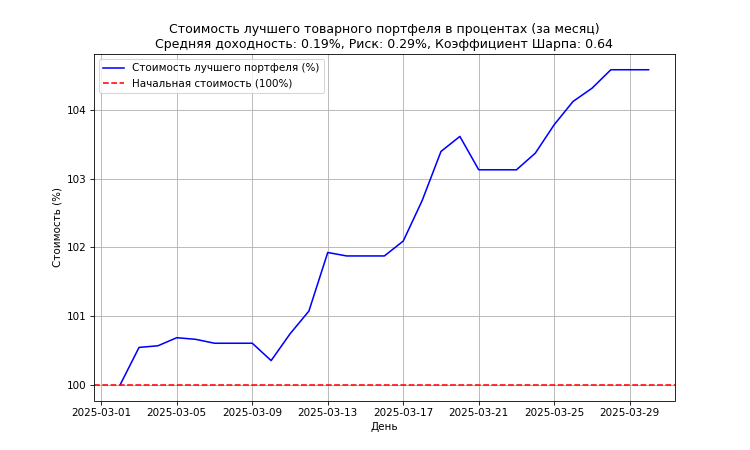 Стоимость лучшего товарного портфеля в процентах (за месяц)
Средняя доходность: 0.19%, Риск: 0.29%, Коэффициент Шарпа: 0.64
Стоимость лучшего портфеля (%)
Начальная стоимость (100%)
Стоимость (%)
104
103
102
101
100
2025-03-01 2025-03-05 2025-03-09 2025-03-13 2025-03-17 2025-03-21 2025-03-25 2025-03-29
День